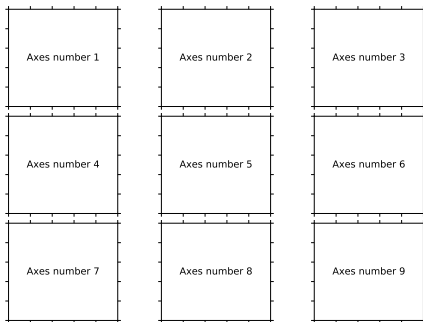 Axes number 1
Axes number 2
Axes number 3
Axes number 4
Axes number 5
Axes number 6
Axes number 7
Axes number 8
Axes number 9